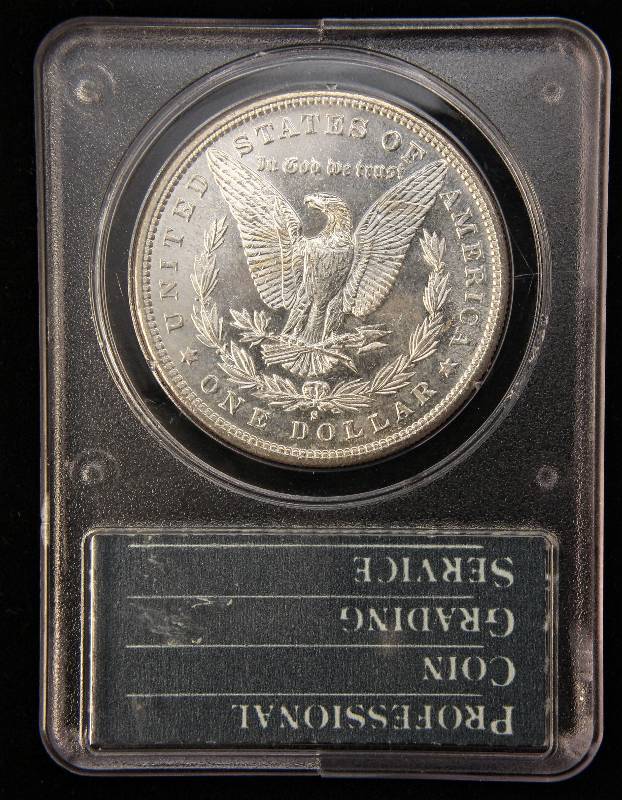 UNITED STATES OF AMERICA
In God we trust
S
ONE DOLLAR
PROFESSIONAL
COIN
GRADING
SERVICE